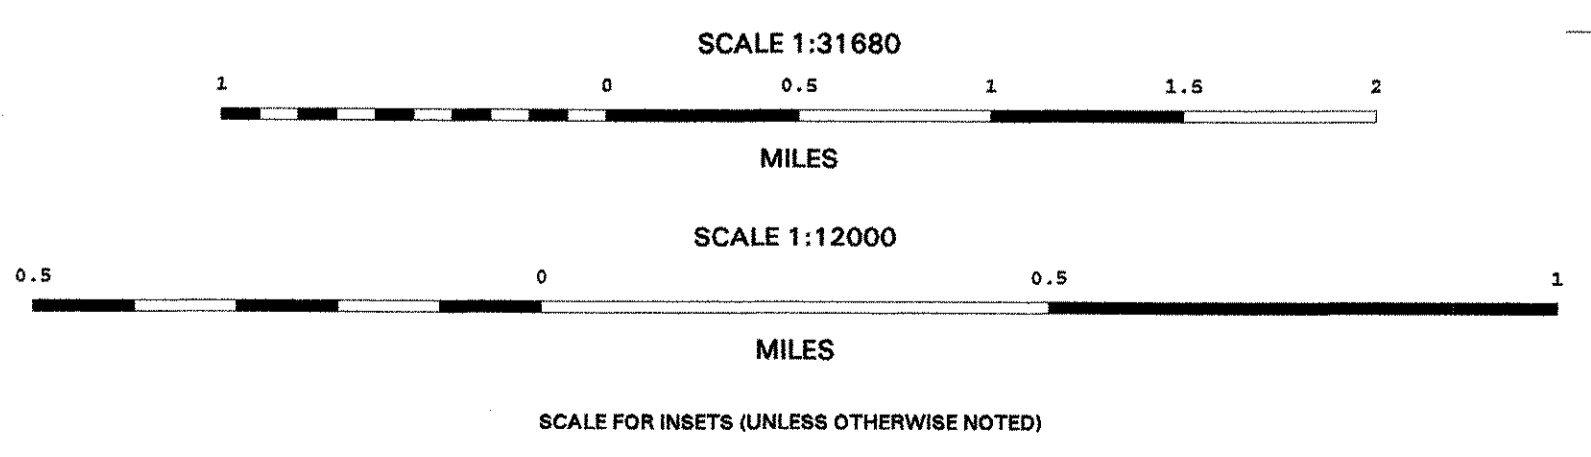 SCALE 1:31680
1 0 0.5 1 1.5 2
MILES
SCALE 1:12000
0.5 0 0.5 1
MILES
SCALE FOR INSETS (UNLESS OTHERWISE NOTED)